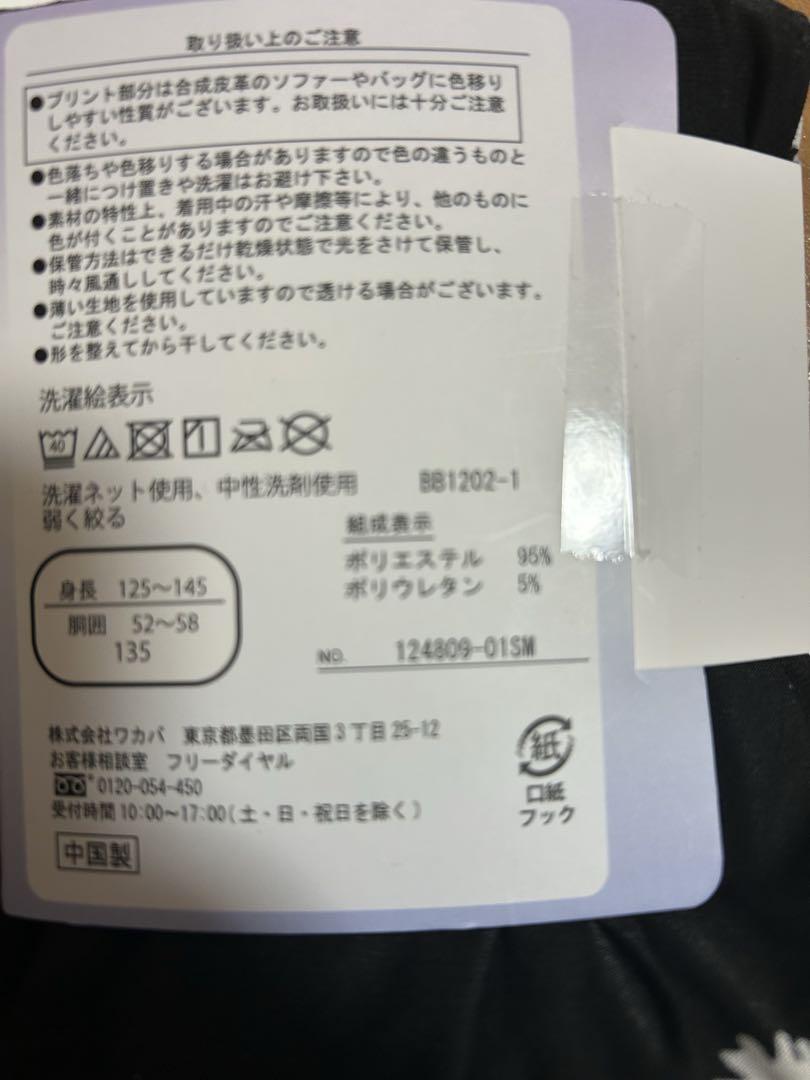 取り扱い上のご注意
●プリント部分は合成皮革のソファーやバッグに色移り
しやすい性質がございます。お取扱いには十分ご注意
ください。
●色落ちや色移りする場合がありますので色の違うものと
一緒につけ置きや洗濯はお避け下さい。
●素材の特性上、着用中の汗や摩擦等により、他のものに
色が付くことがありますのでご注意ください。
●保管方法はできるだけ乾燥状態で光をさけて保管し、
時々風通ししてください。
●薄い生地を使用していますので透ける場合がございます。
ご注意ください。
●形を整えてから干してください。
洗濯絵表示
40
洗濯ネット使用、中性洗剤使用
弱く絞る
BB1202-1
組成表示
ポリエステル 95%
ポリウレタン 5%
身長 125〜145
胴囲 52〜58
135
NO. 124809-01SM
株式会社ワカバ 東京都墨田区両国3丁目25-12
お客様相談室 フリーダイヤル
0120-054-450
受付時間10:00〜17:00(土・日・祝日を除く)
中国製
紙
口紙
フック